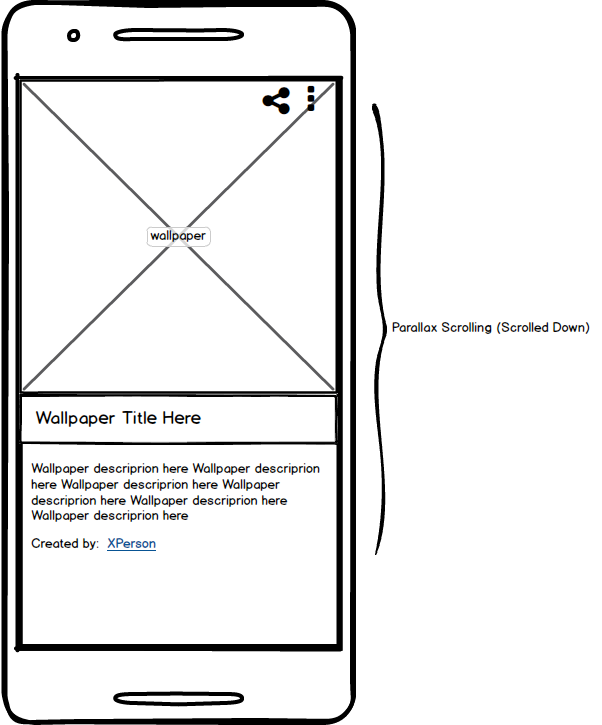 wallpaper
Parallax Scrolling (Scrolled Down)
Wallpaper Title Here
Wallpaper descriprion here Wallpaper descriprion
here Wallpaper descriprion here Wallpaper
descriprion here Wallpaper descriprion here
Wallpaper descriprion here
Created by: XPerson